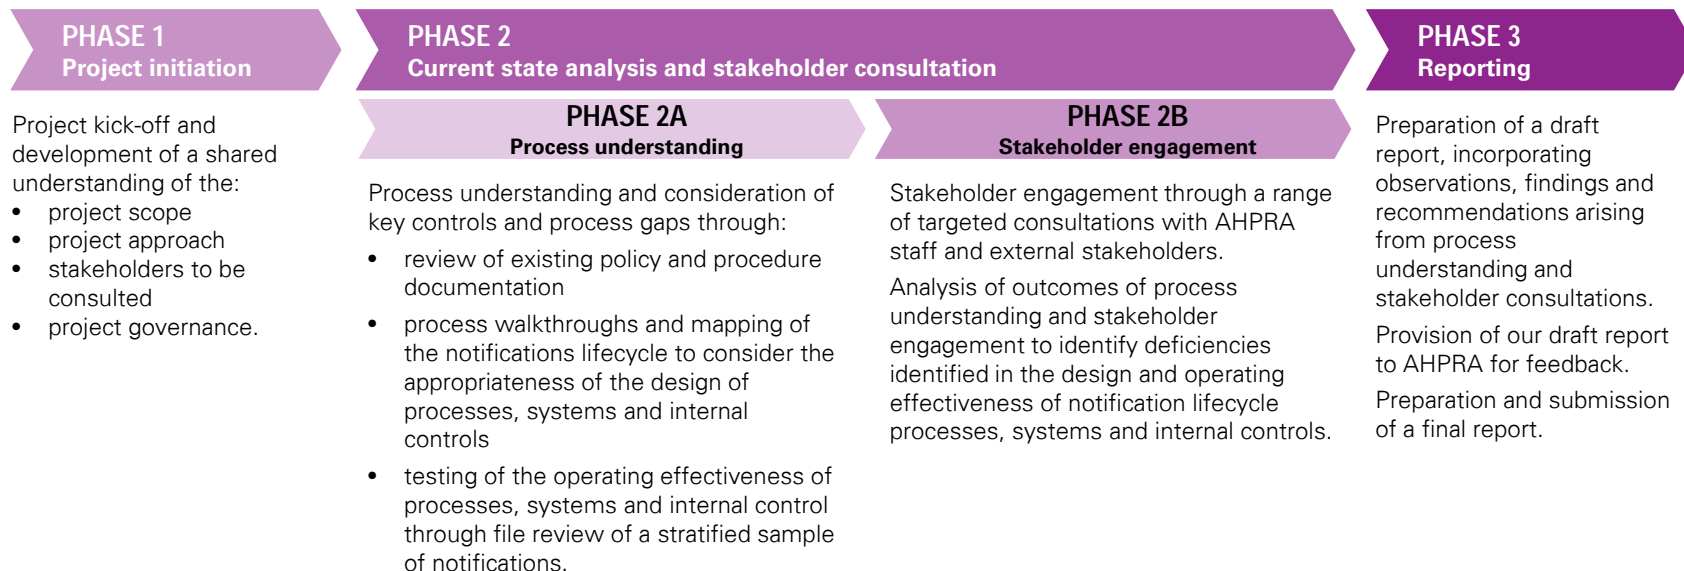 PHASE 1
Project initiation
Project kick-off and
development of a shared
understanding of the:
• project scope
• project approach
• stakeholders to be
consulted
• project governance.
PHASE 2
Current state analysis and stakeholder consultation
PHASE 2A
Process understanding
Process understanding and consideration of
key controls and process gaps through:
• review of existing policy and procedure
documentation
• process walkthroughs and mapping of
the notifications lifecycle to consider the
appropriateness of the design of
processes, systems and internal
controls
• testing of the operating effectiveness of
processes, systems and internal control
through file review of a stratified sample
of notifications.
PHASE 2B
Stakeholder engagement
Stakeholder engagement through a range
of targeted consultations with AHPRA
staff and external stakeholders.
Analysis of outcomes of process
understanding and stakeholder
engagement to identify deficiencies
identified in the design and operating
effectiveness of notification lifecycle
processes, systems and internal controls.
PHASE 3
Reporting
Preparation of a draft
report, incorporating
observations, findings and
recommendations arising
from process
understanding and
stakeholder consultations.
Provision of our draft report
to AHPRA for feedback.
Preparation and submission
of a final report.